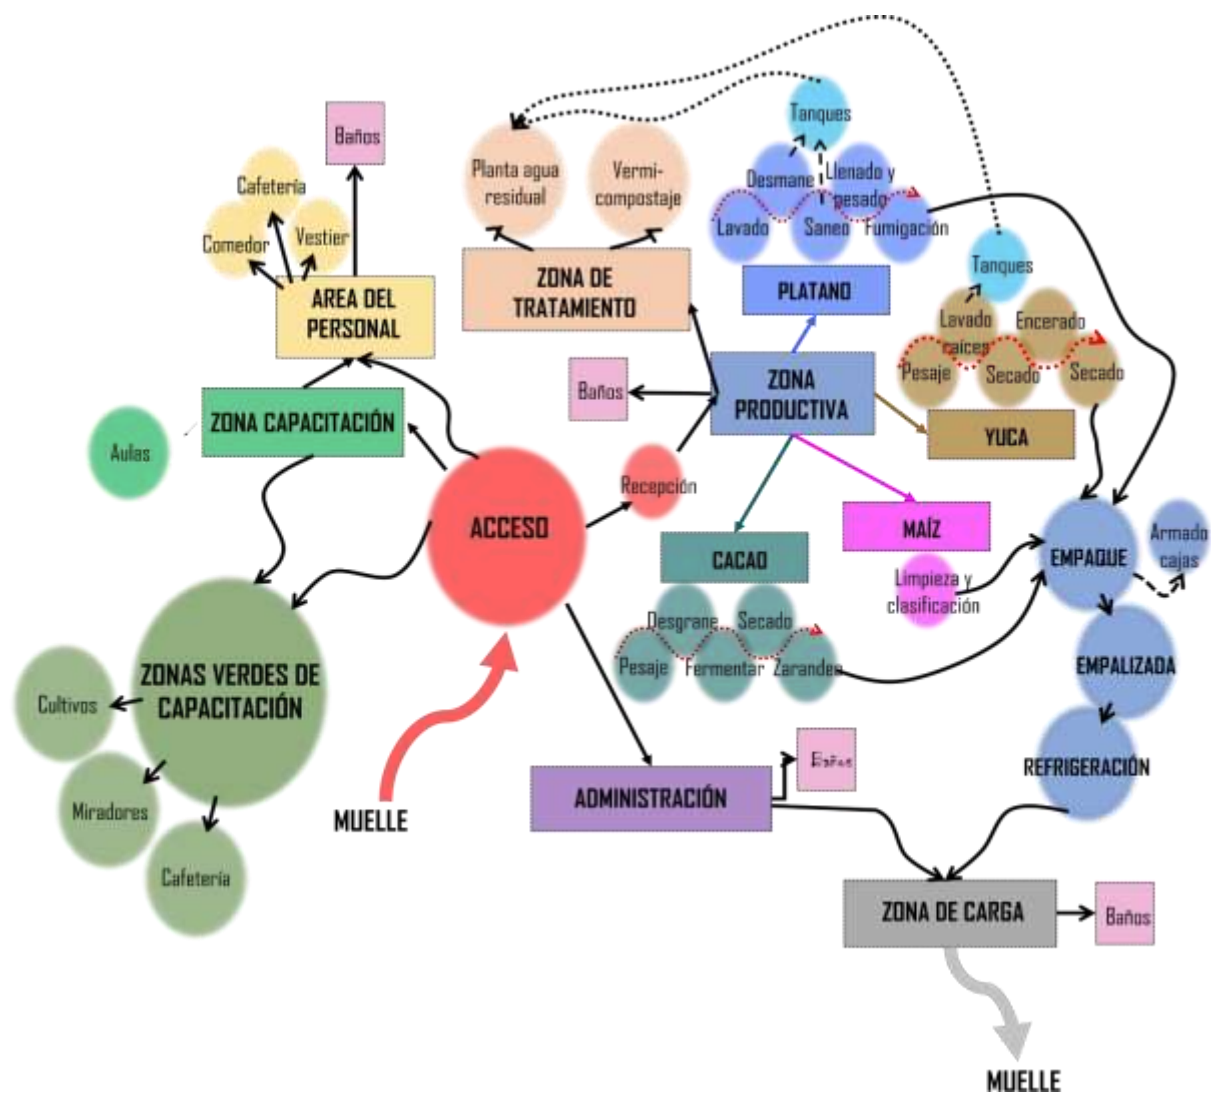 Baños
Cafetería
Comedor
Vestier
AREA DEL
PERSONAL
ZONA CAPACITACIÓN
Aulas
Planta agua
residual
Vermi-
compostaje
ZONA DE
TRATAMIENTO
Tanques
Desmane
Llenado y
pesado
Lavado
Saneo
Fumigación
PLATANO
Tanques
Lavado
raíces
Encerado
Pesaje
Secado
Secado
YUCA
Baños
ZONA
PRODUCTIVA
Recepción
ACCESO
MAÍZ
Limpieza y
clasificación
CACAO
Desgrane
Secado
Pesaje
Fermentar
Zarandeo
EMPAQUE
Armado
cajas
EMPALIZADA
REFRIGERACIÓN
ZONAS VERDES DE
CAPACITACIÓN
Cultivos
Miradores
Cafetería
MUELLE
ADMINISTRACIÓN
Baños
ZONA DE CARGA
Baños
MUELLE